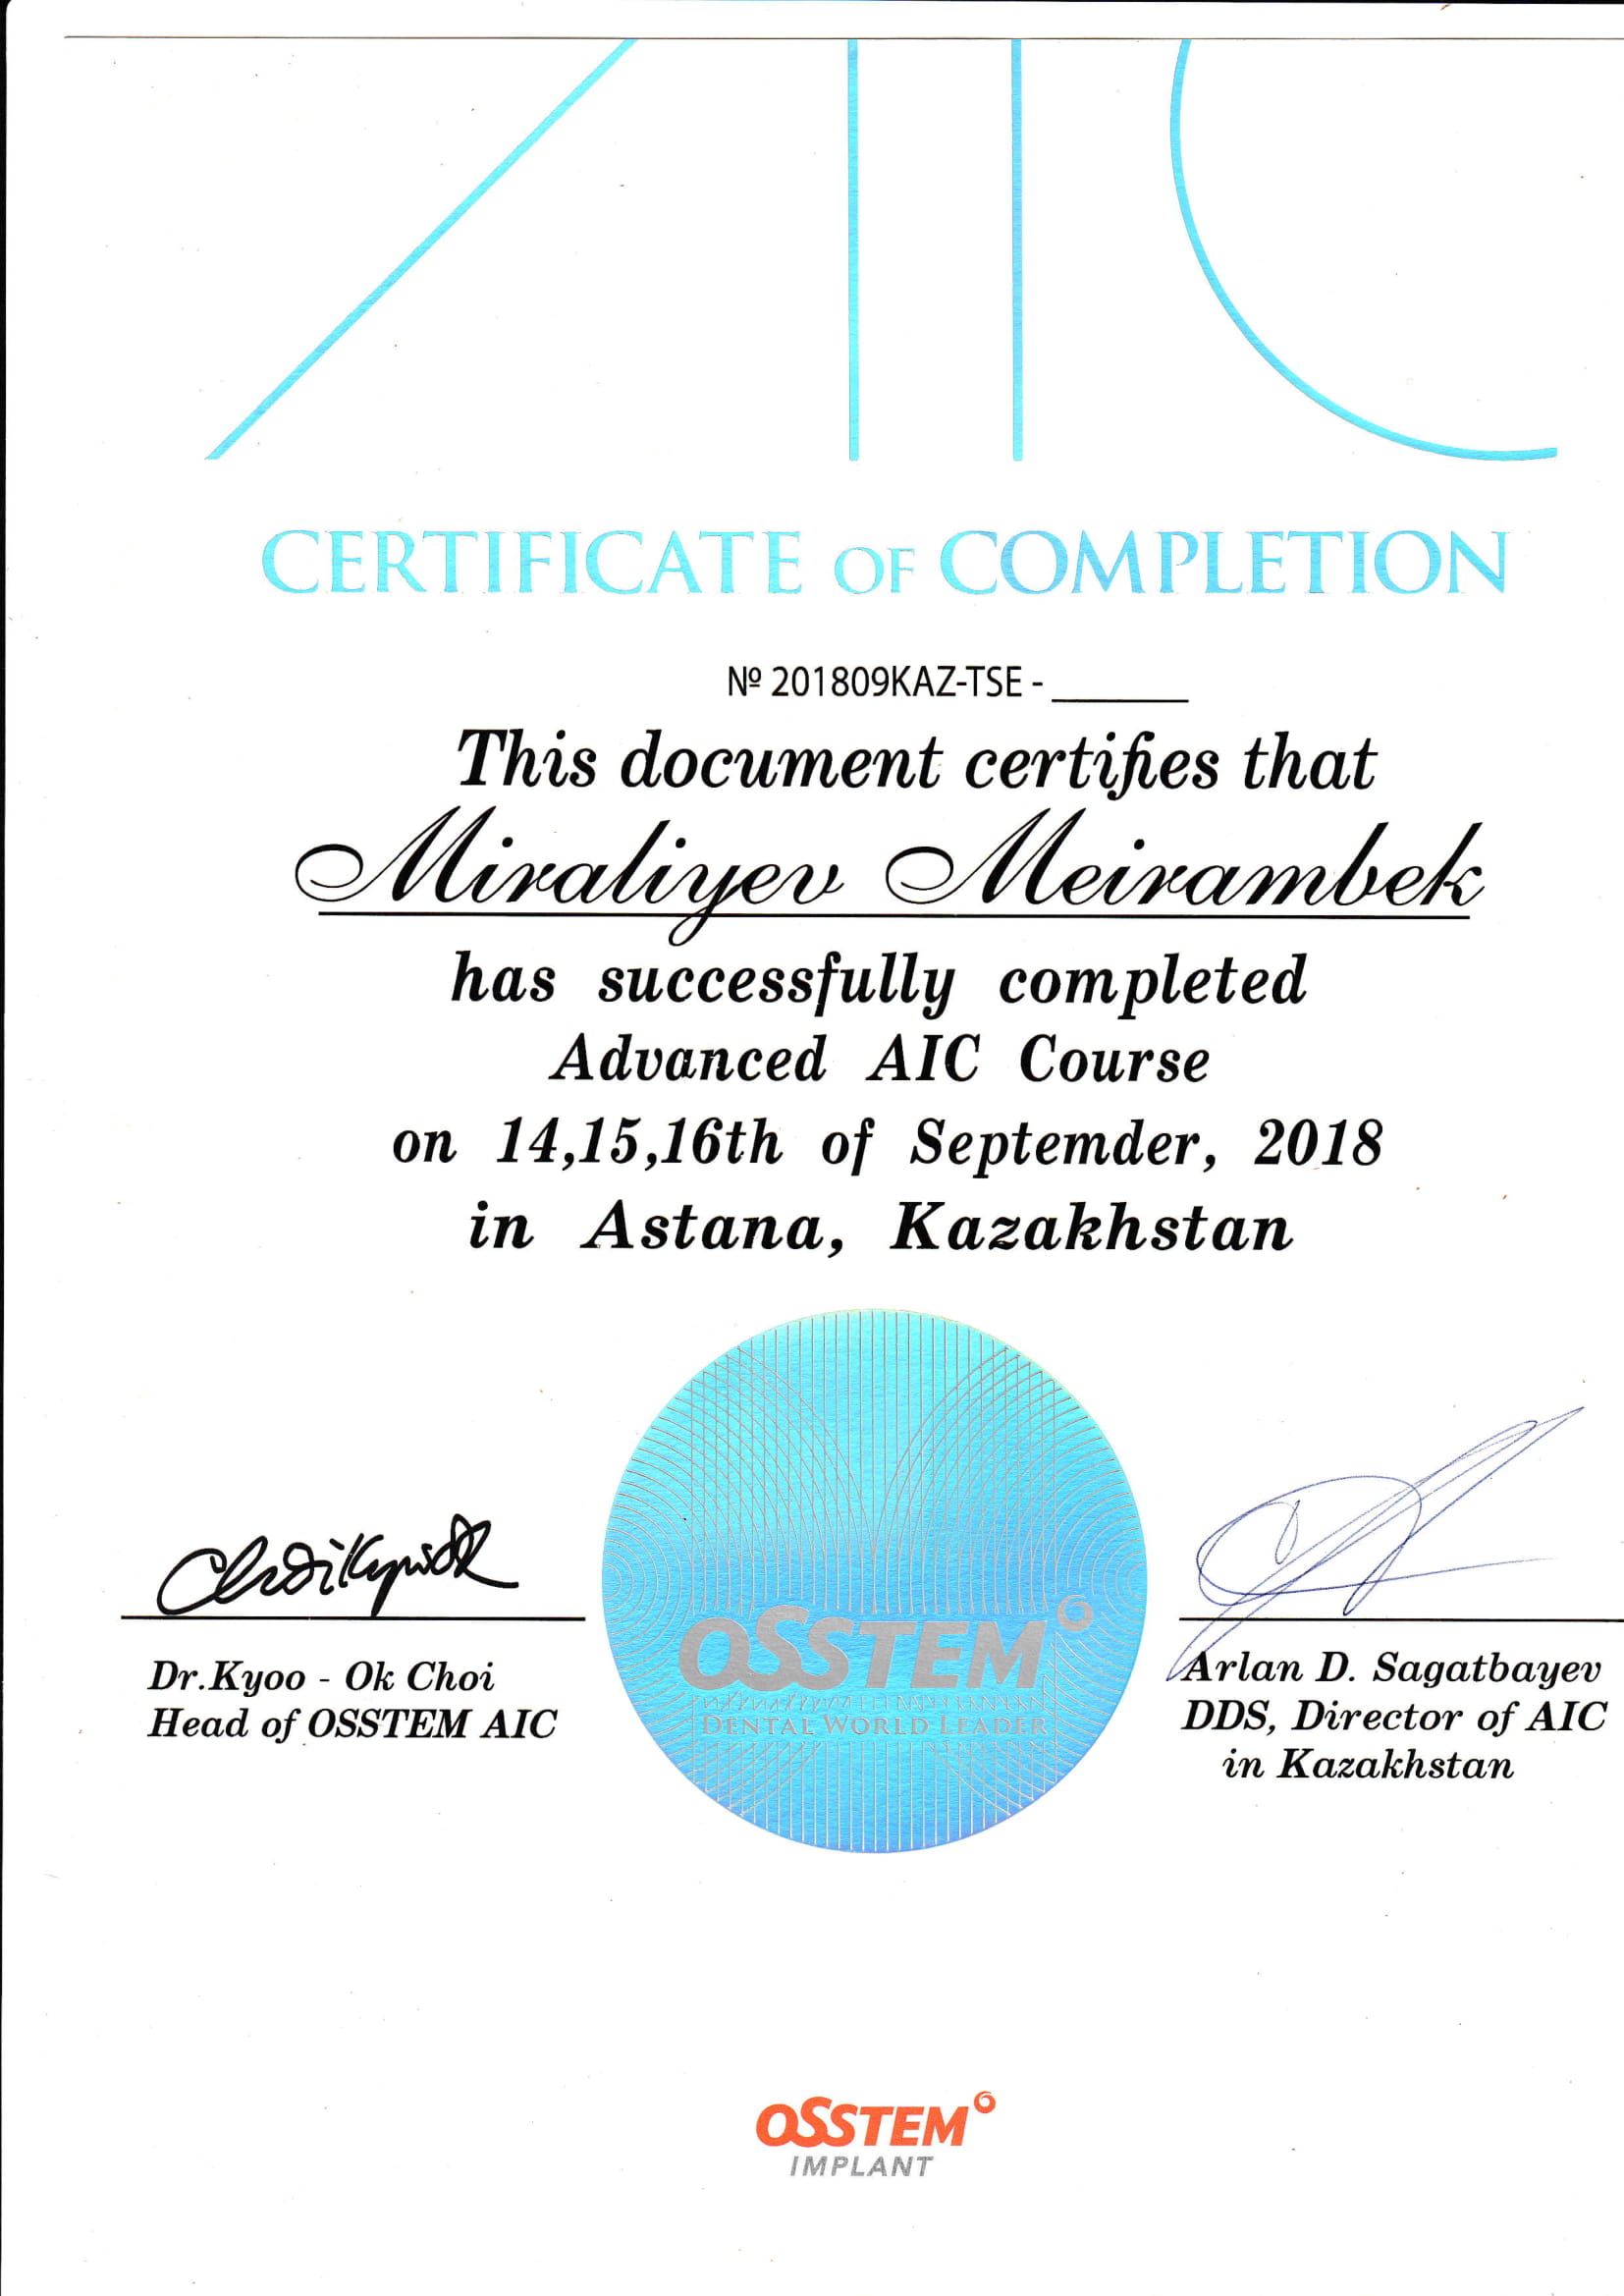 AIC
CERTIFICATE OF COMPLETION
№ 201809KAZ-TSE - ______
This document certifies that
Miraliyev Meirambek
has successfully completed
Advanced AIC Course
on 14,15,16th of Septemder, 2018
in Astana, Kazakhstan
Dr.Kyoo - Ok Choi
Head of OSSTEM AIC
OSSTEM
DENTAL WORLD LEADER
Arlan D. Sagatbayev
DDS, Director of AIC
in Kazakhstan
OSSTEM
IMPLANT